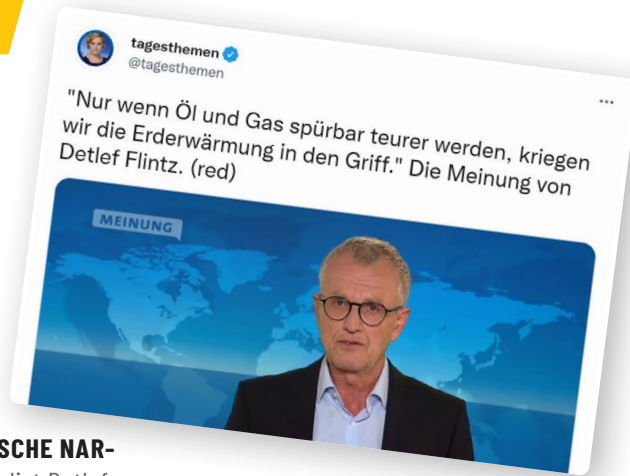 tagesthemen
@tagesthemen
"Nur wenn Öl und Gas spürbar teurer werden, kriegen
wir die Erderwärmung in den Griff." Die Meinung von
Detlef Flintz. (red)
MEINUNG
SCHE NAR-